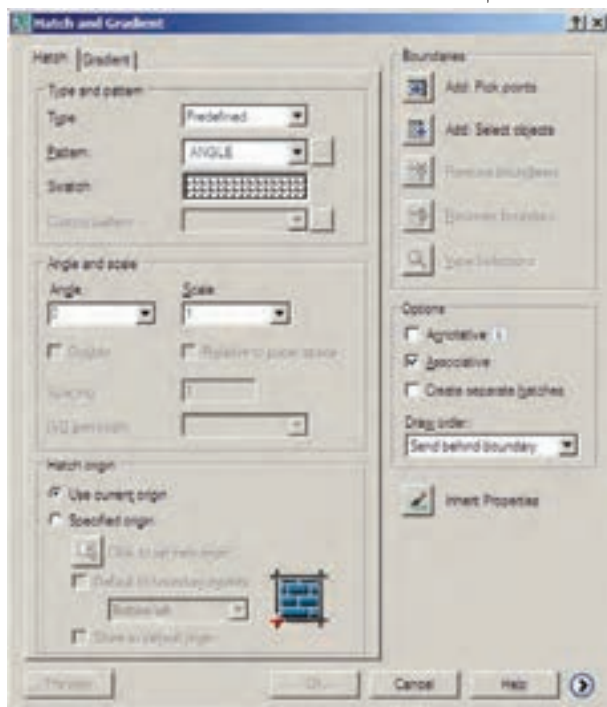 Hatch and Gradient
Hatch Gradient
Type and pattern
Type:
Predefined
Pattern:
ANGLE
Swatch:
Custom pattern:
Angle and scale
Angle:
Scale:
0
1
Double
Relative to paper space
Spacing:
1
ISO pen width:
Hatch origin
Use current origin
Specified origin
Click to set new origin
Default to boundary extents
Bottom left
Store as default origin
Boundaries
Add: Pick points
Add: Select objects
Remove boundaries
Recreate boundary
View Selections
Options
Annotative
Associative
Create separate hatches
Draw order:
Send behind boundary
Inherit Properties
Preview
OK
Cancel
Help